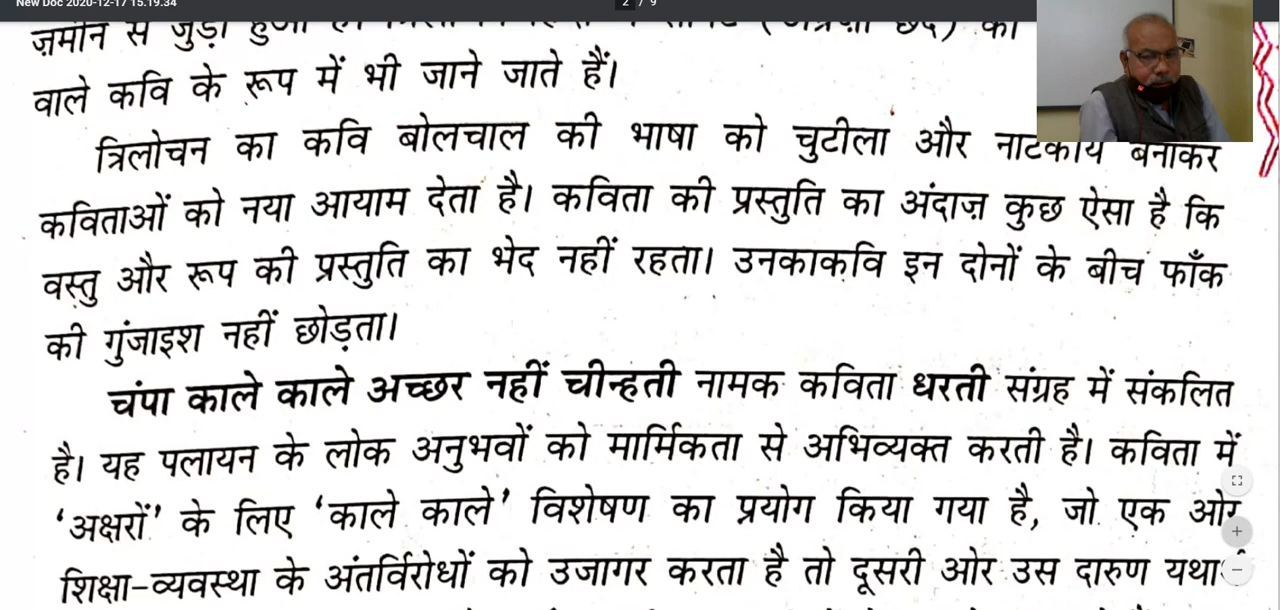 New Doc 2020-12-17 15.19.34
2 / 9
ज़मीन से जुड़ा हुआ
वाले कवि के रूप में भी जाने जाते हैं।
त्रिलोचन का कवि बोलचाल की भाषा को चुटीला और नाटकीय बनाकर
कविताओं को नया आयाम देता है। कविता की प्रस्तुति का अंदाज़ कुछ ऐसा है कि
वस्तु और रूप की प्रस्तुति का भेद नहीं रहता। उनकाकवि इन दोनों के बीच फाँक
की गुंजाइश नहीं छोड़ता।
चंपा काले काले अच्छर नहीं चीन्हती नामक कविता धरती संग्रह में संकलित
है। यह पलायन के लोक अनुभवों को मार्मिकता से अभिव्यक्त करती है। कविता में
‘अक्षरों’ के लिए ‘काले काले’ विशेषण का प्रयोग किया गया है, जो एक ओर
शिक्षा-व्यवस्था के अंतर्विरोधों को उजागर करता है तो दूसरी ओर उस दारुण